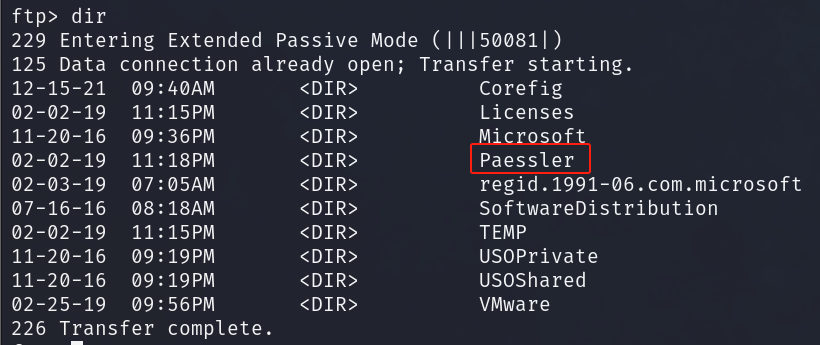 ftp> dir
229 Entering Extended Passive Mode (|||50081|)
125 Data connection already open; Transfer starting.
12-15-21  09:40AM       <DIR>          Corefig
02-02-19  11:15PM       <DIR>          Licenses
11-20-16  09:36PM       <DIR>          Microsoft
02-02-19  11:18PM       <DIR>          Paessler
02-03-19  07:05AM       <DIR>          regid.1991-06.com.microsoft
07-16-16  08:18AM       <DIR>          SoftwareDistribution
02-02-19  11:15PM       <DIR>          TEMP
11-20-16  09:19PM       <DIR>          USOPrivate
11-20-16  09:19PM       <DIR>          USOShared
02-25-19  09:56PM       <DIR>          VMware
226 Transfer complete.